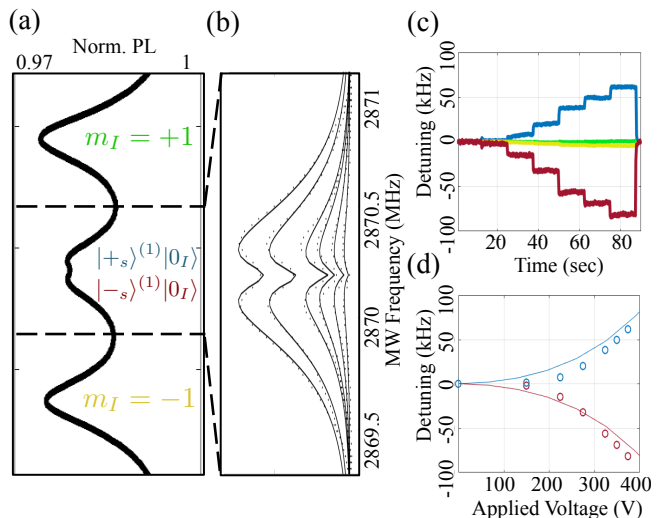 (a)
Norm. PL
0.97 1
m_I = +1
|+_s⟩^(1)|0_I⟩
|−_s⟩^(1)|0_I⟩
m_I = −1
(b)
2871
2870.5
2870
2869.5
MW Frequency (MHz)
(c)
100
50
0
-50
-100
Detuning (kHz)
20 40 60 80
Time (sec)
(d)
100
50
0
-50
-100
Detuning (kHz)
100 200 300 400
Applied Voltage (V)